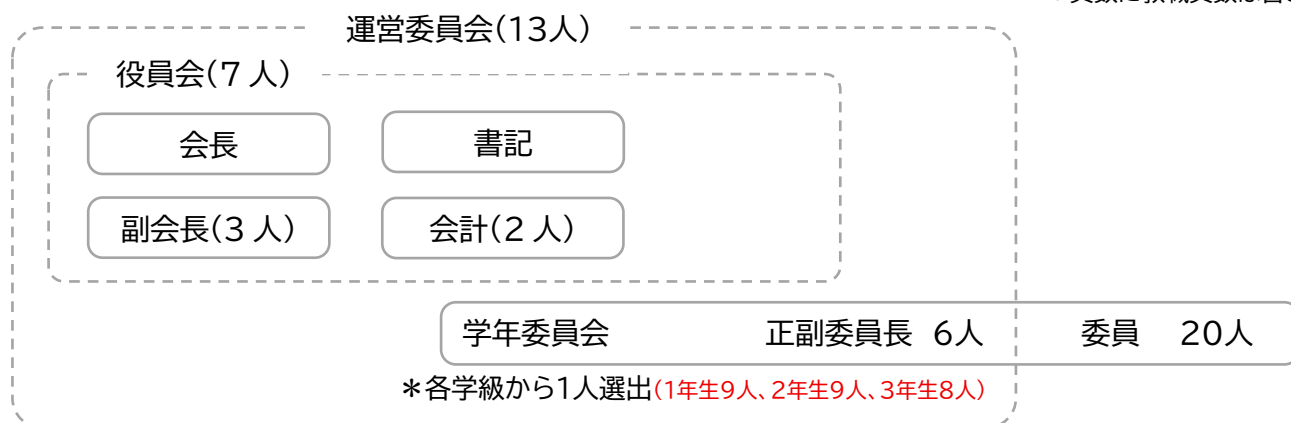 運営委員会(13人)
役員会(7人)
会長
書記
副会長(3人)
会計(2人)
学年委員会 正副委員長 6人 委員 20人
*各学級から1人選出(1年生9人、2年生9人、3年生8人)